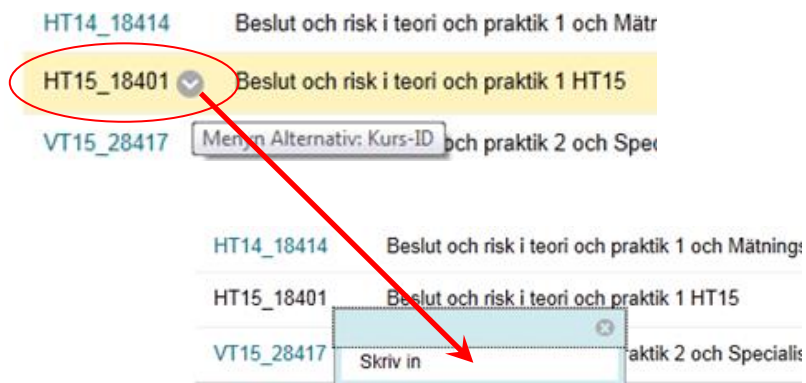 HT14_18414 Beslut och risk i teori och praktik 1 och Mätn
HT15_18401 Beslut och risk i teori och praktik 1 HT15
Menyn Alternativ: Kurs-ID
VT15_28417 och praktik 2 och Spec
HT14_18414 Beslut och risk i teori och praktik 1 och Mätnings
HT15_18401 Beslut och risk i teori och praktik 1 HT15
VT15_28417 aktik 2 och Specialis
Skriv in